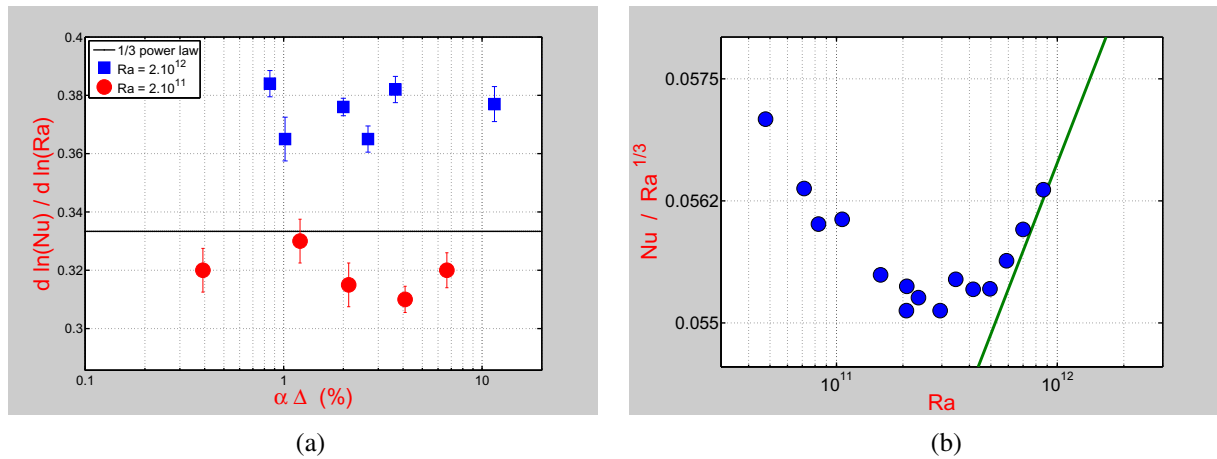 0.4
0.38
0.36
0.34
0.32
0.3
d ln(Nu) / d ln(Ra)
1/3 power law
Ra = 2.10^12
Ra = 2.10^11
0.1 1 10
α Δ (%)
(a)
0.0575
0.0562
0.055
Nu / Ra^1/3
10^11 10^12
Ra
(b)